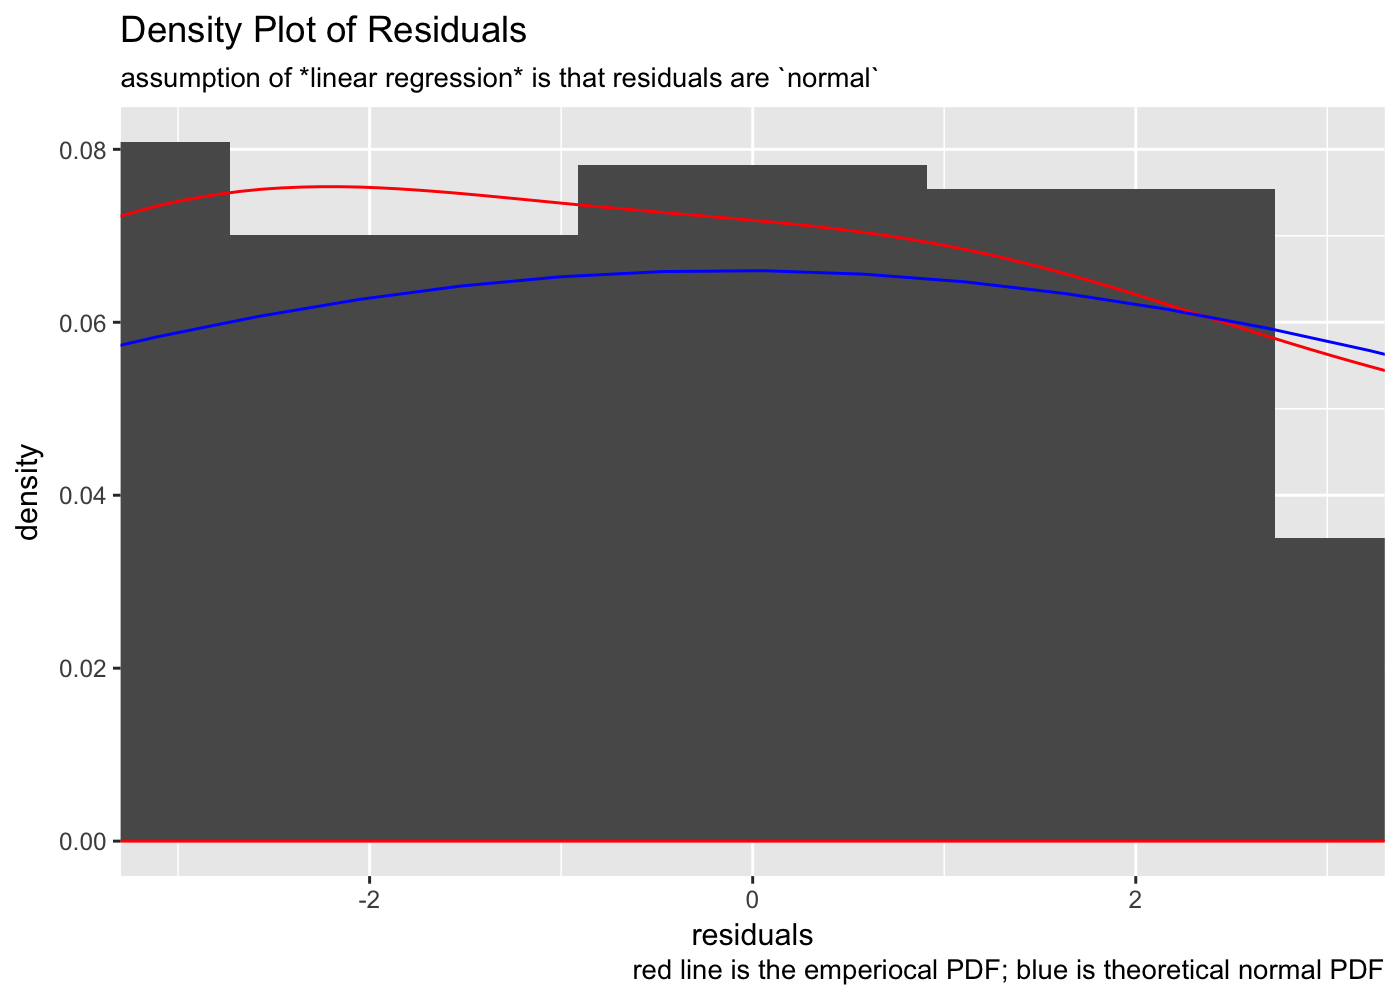 Density Plot of Residuals
assumption of *linear regression* is that residuals are `normal`
0.08
0.06
0.04
0.02
0.00
density
-2
0
2
residuals
red line is the emperiocal PDF; blue is theoretical normal PDF